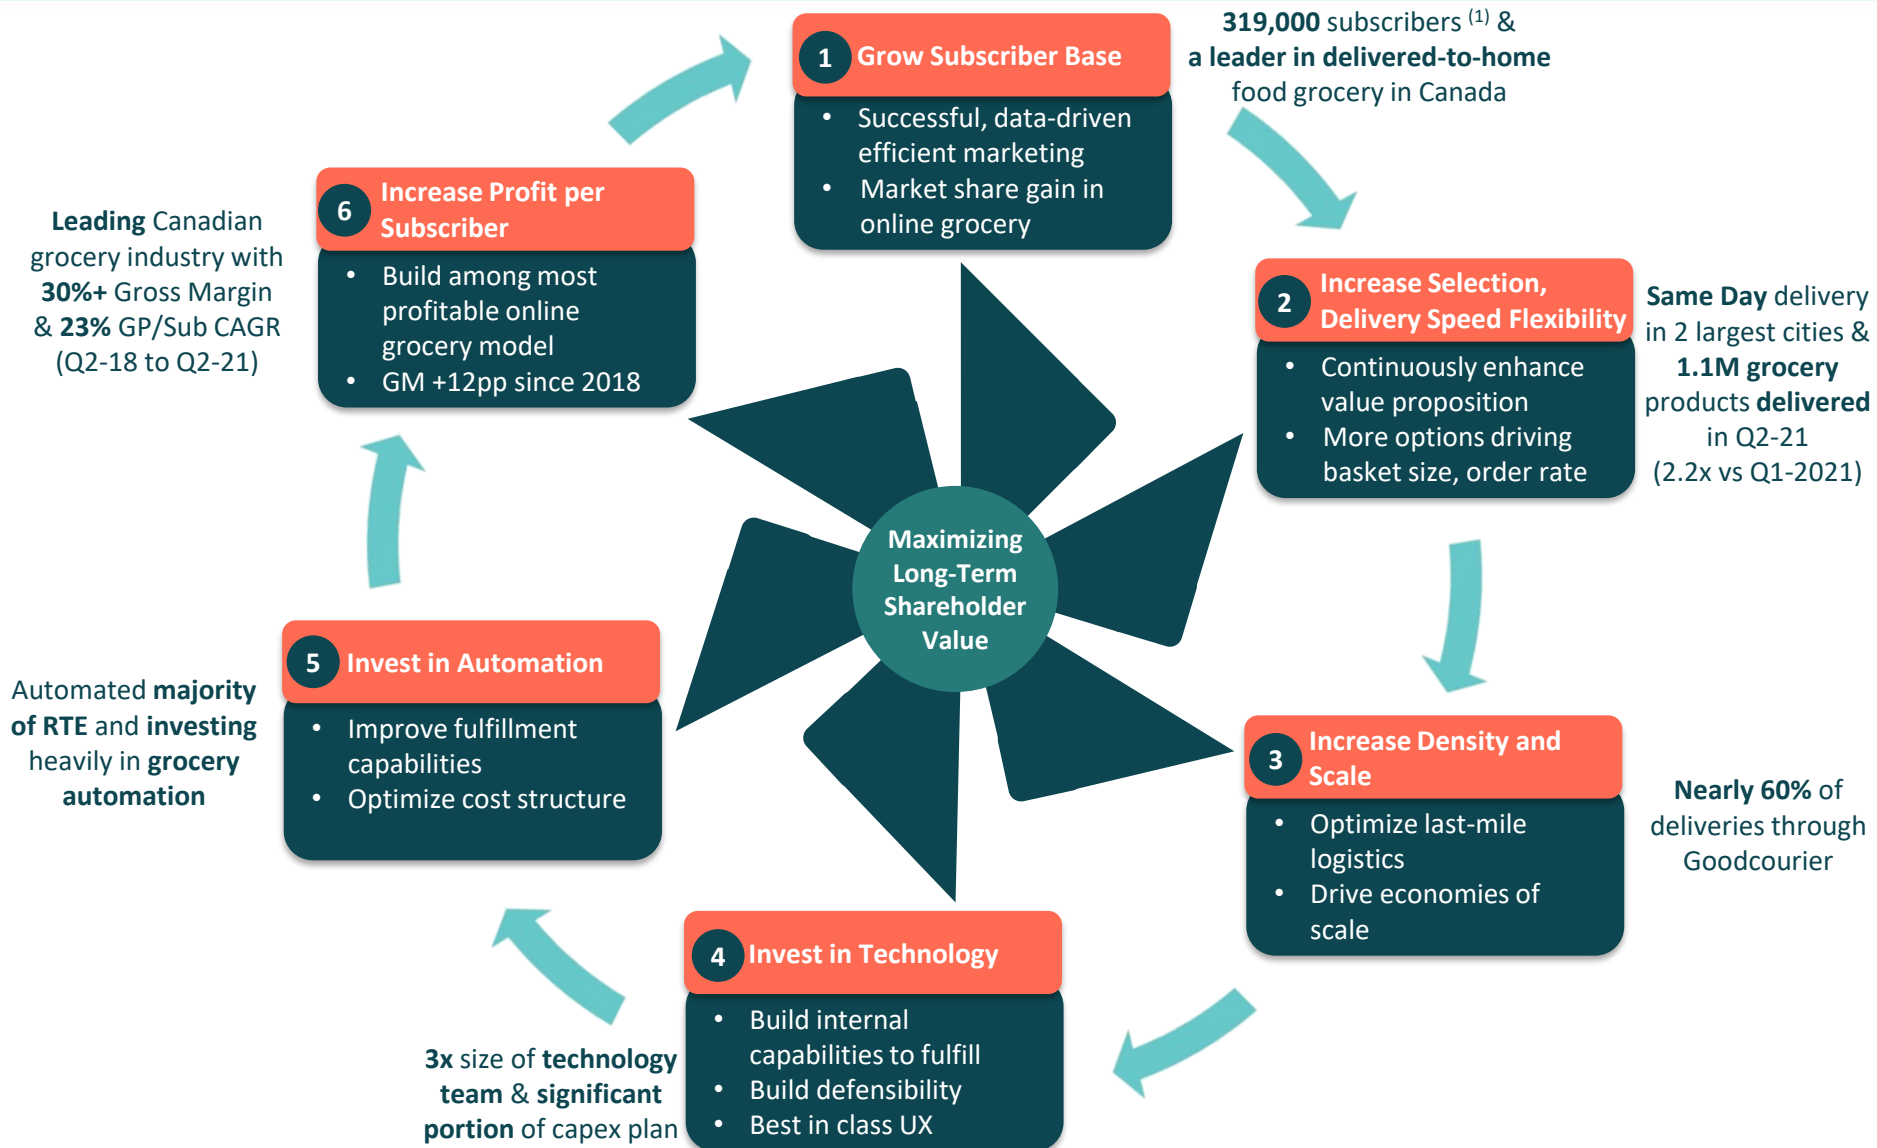 1 Grow Subscriber Base
• Successful, data-driven
efficient marketing
• Market share gain in
online grocery
319,000 subscribers (1) &
a leader in delivered-to-home
food grocery in Canada
2 Increase Selection,
Delivery Speed Flexibility
• Continuously enhance
value proposition
• More options driving
basket size, order rate
Same Day delivery
in 2 largest cities &
1.1M grocery
products delivered
in Q2-21
(2.2x vs Q1-2021)
3 Increase Density and
Scale
• Optimize last-mile
logistics
• Drive economies of
scale
Nearly 60% of
deliveries through
Goodcourier
4 Invest in Technology
• Build internal
capabilities to fulfill
• Build defensibility
• Best in class UX
3x size of technology
team & significant
portion of capex plan
5 Invest in Automation
• Improve fulfillment
capabilities
• Optimize cost structure
Automated majority
of RTE and investing
heavily in grocery
automation
6 Increase Profit per
Subscriber
• Build among most
profitable online
grocery model
• GM +12pp since 2018
Leading Canadian
grocery industry with
30%+ Gross Margin
& 23% GP/Sub CAGR
(Q2-18 to Q2-21)
Maximizing
Long-Term
Shareholder
Value